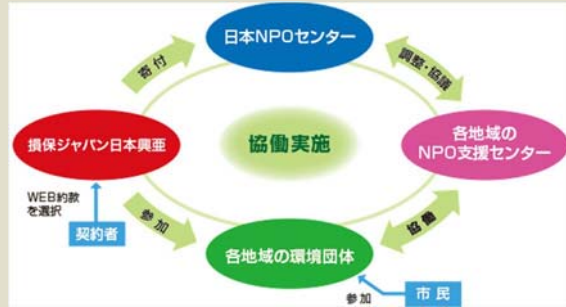 日本NPOセンター
寄付
調整・協議
損保ジャパン日本興亜
協働実施
各地域の
NPO支援センター
WEB約款
を選択
契約者
参加
協働
各地域の環境団体
参加
市民